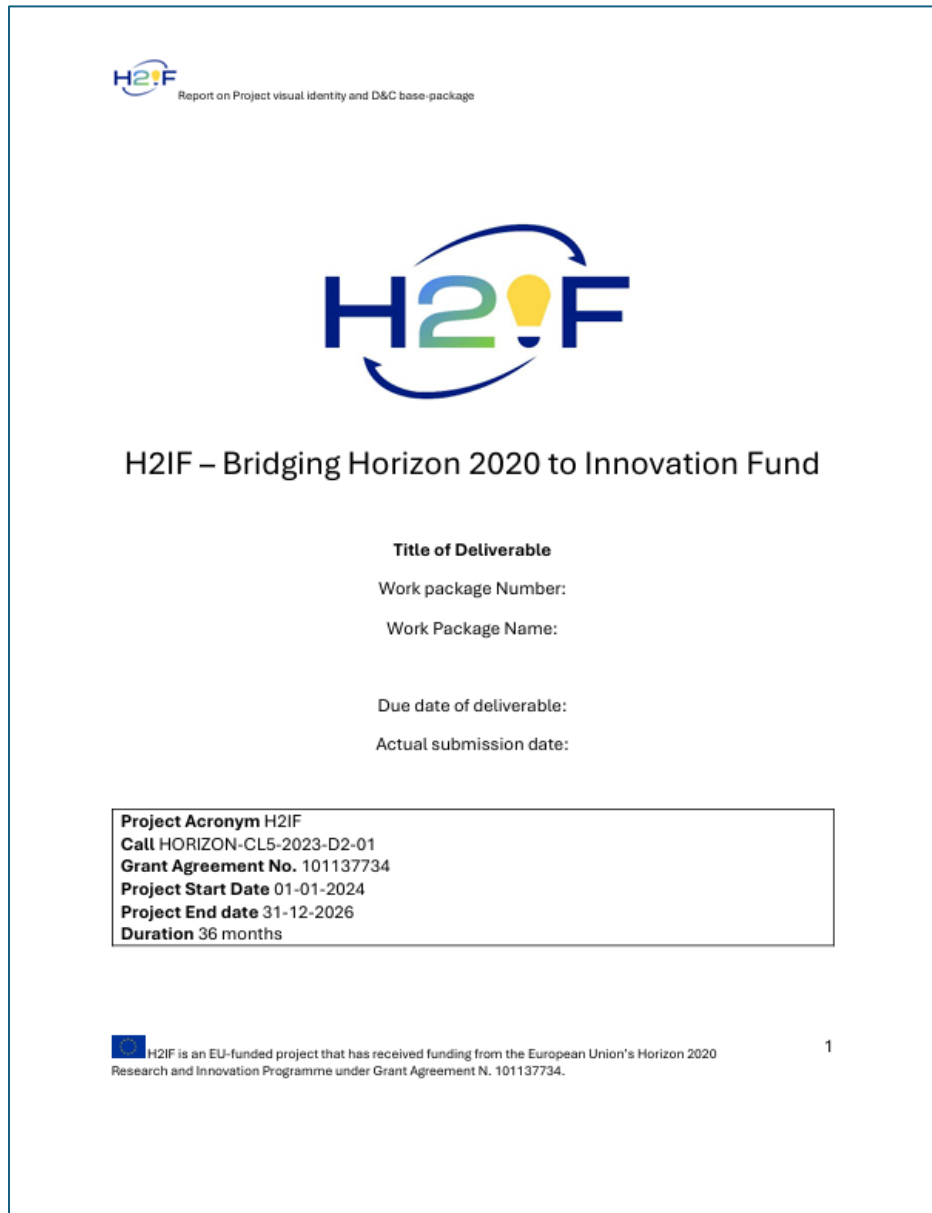 H2IF
Report on Project visual identity and D&C base-package
H2IF
H2IF – Bridging Horizon 2020 to Innovation Fund
Title of Deliverable
Work package Number:
Work Package Name:
Due date of deliverable:
Actual submission date:
Project Acronym H2IF
Call HORIZON-CL5-2023-D2-01
Grant Agreement No. 101137734
Project Start Date 01-01-2024
Project End date 31-12-2026
Duration 36 months
H2IF is an EU-funded project that has received funding from the European Union's Horizon 2020
Research and Innovation Programme under Grant Agreement N. 101137734.
1